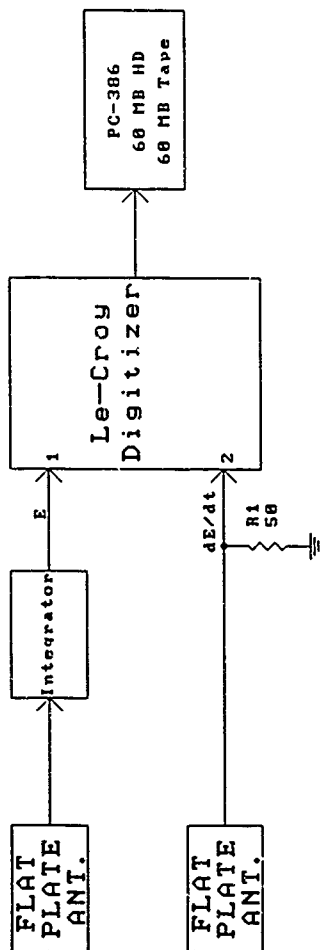 FLAT
PLATE
ANT.
Integrator
E
1
Le-Croy
Digitizer
PC-386
60 MB HD
60 MB Tape
FLAT
PLATE
ANT.
dE/dt
2
R1
50